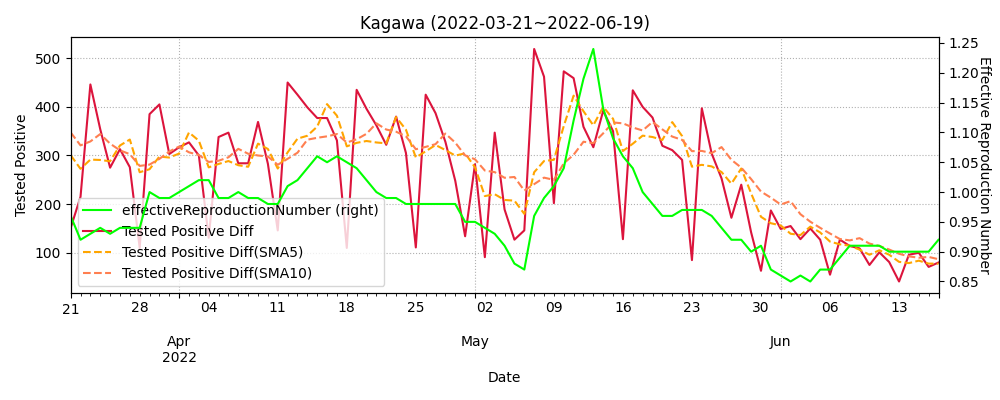 Kagawa (2022-03-21~2022-06-19)
Tested Positive
500
400
300
200
100
1.25
1.20
1.15
1.10
1.05
1.00
0.95
0.90
0.85
Effective Reproduction Number
effectiveReproductionNumber (right)
Tested Positive Diff
Tested Positive Diff(SMA5)
Tested Positive Diff(SMA10)
21 28 04 11 18 25 02 09 16 23 30 06 13
Apr May Jun
2022
Date